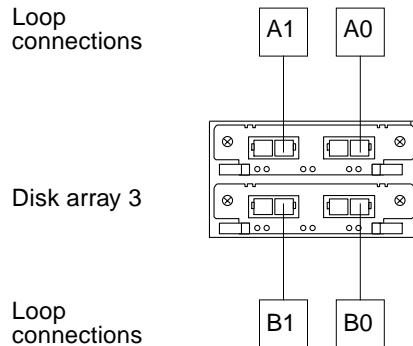 Loop
connections
A1 A0
Disk array 3
Loop
connections
B1 B0